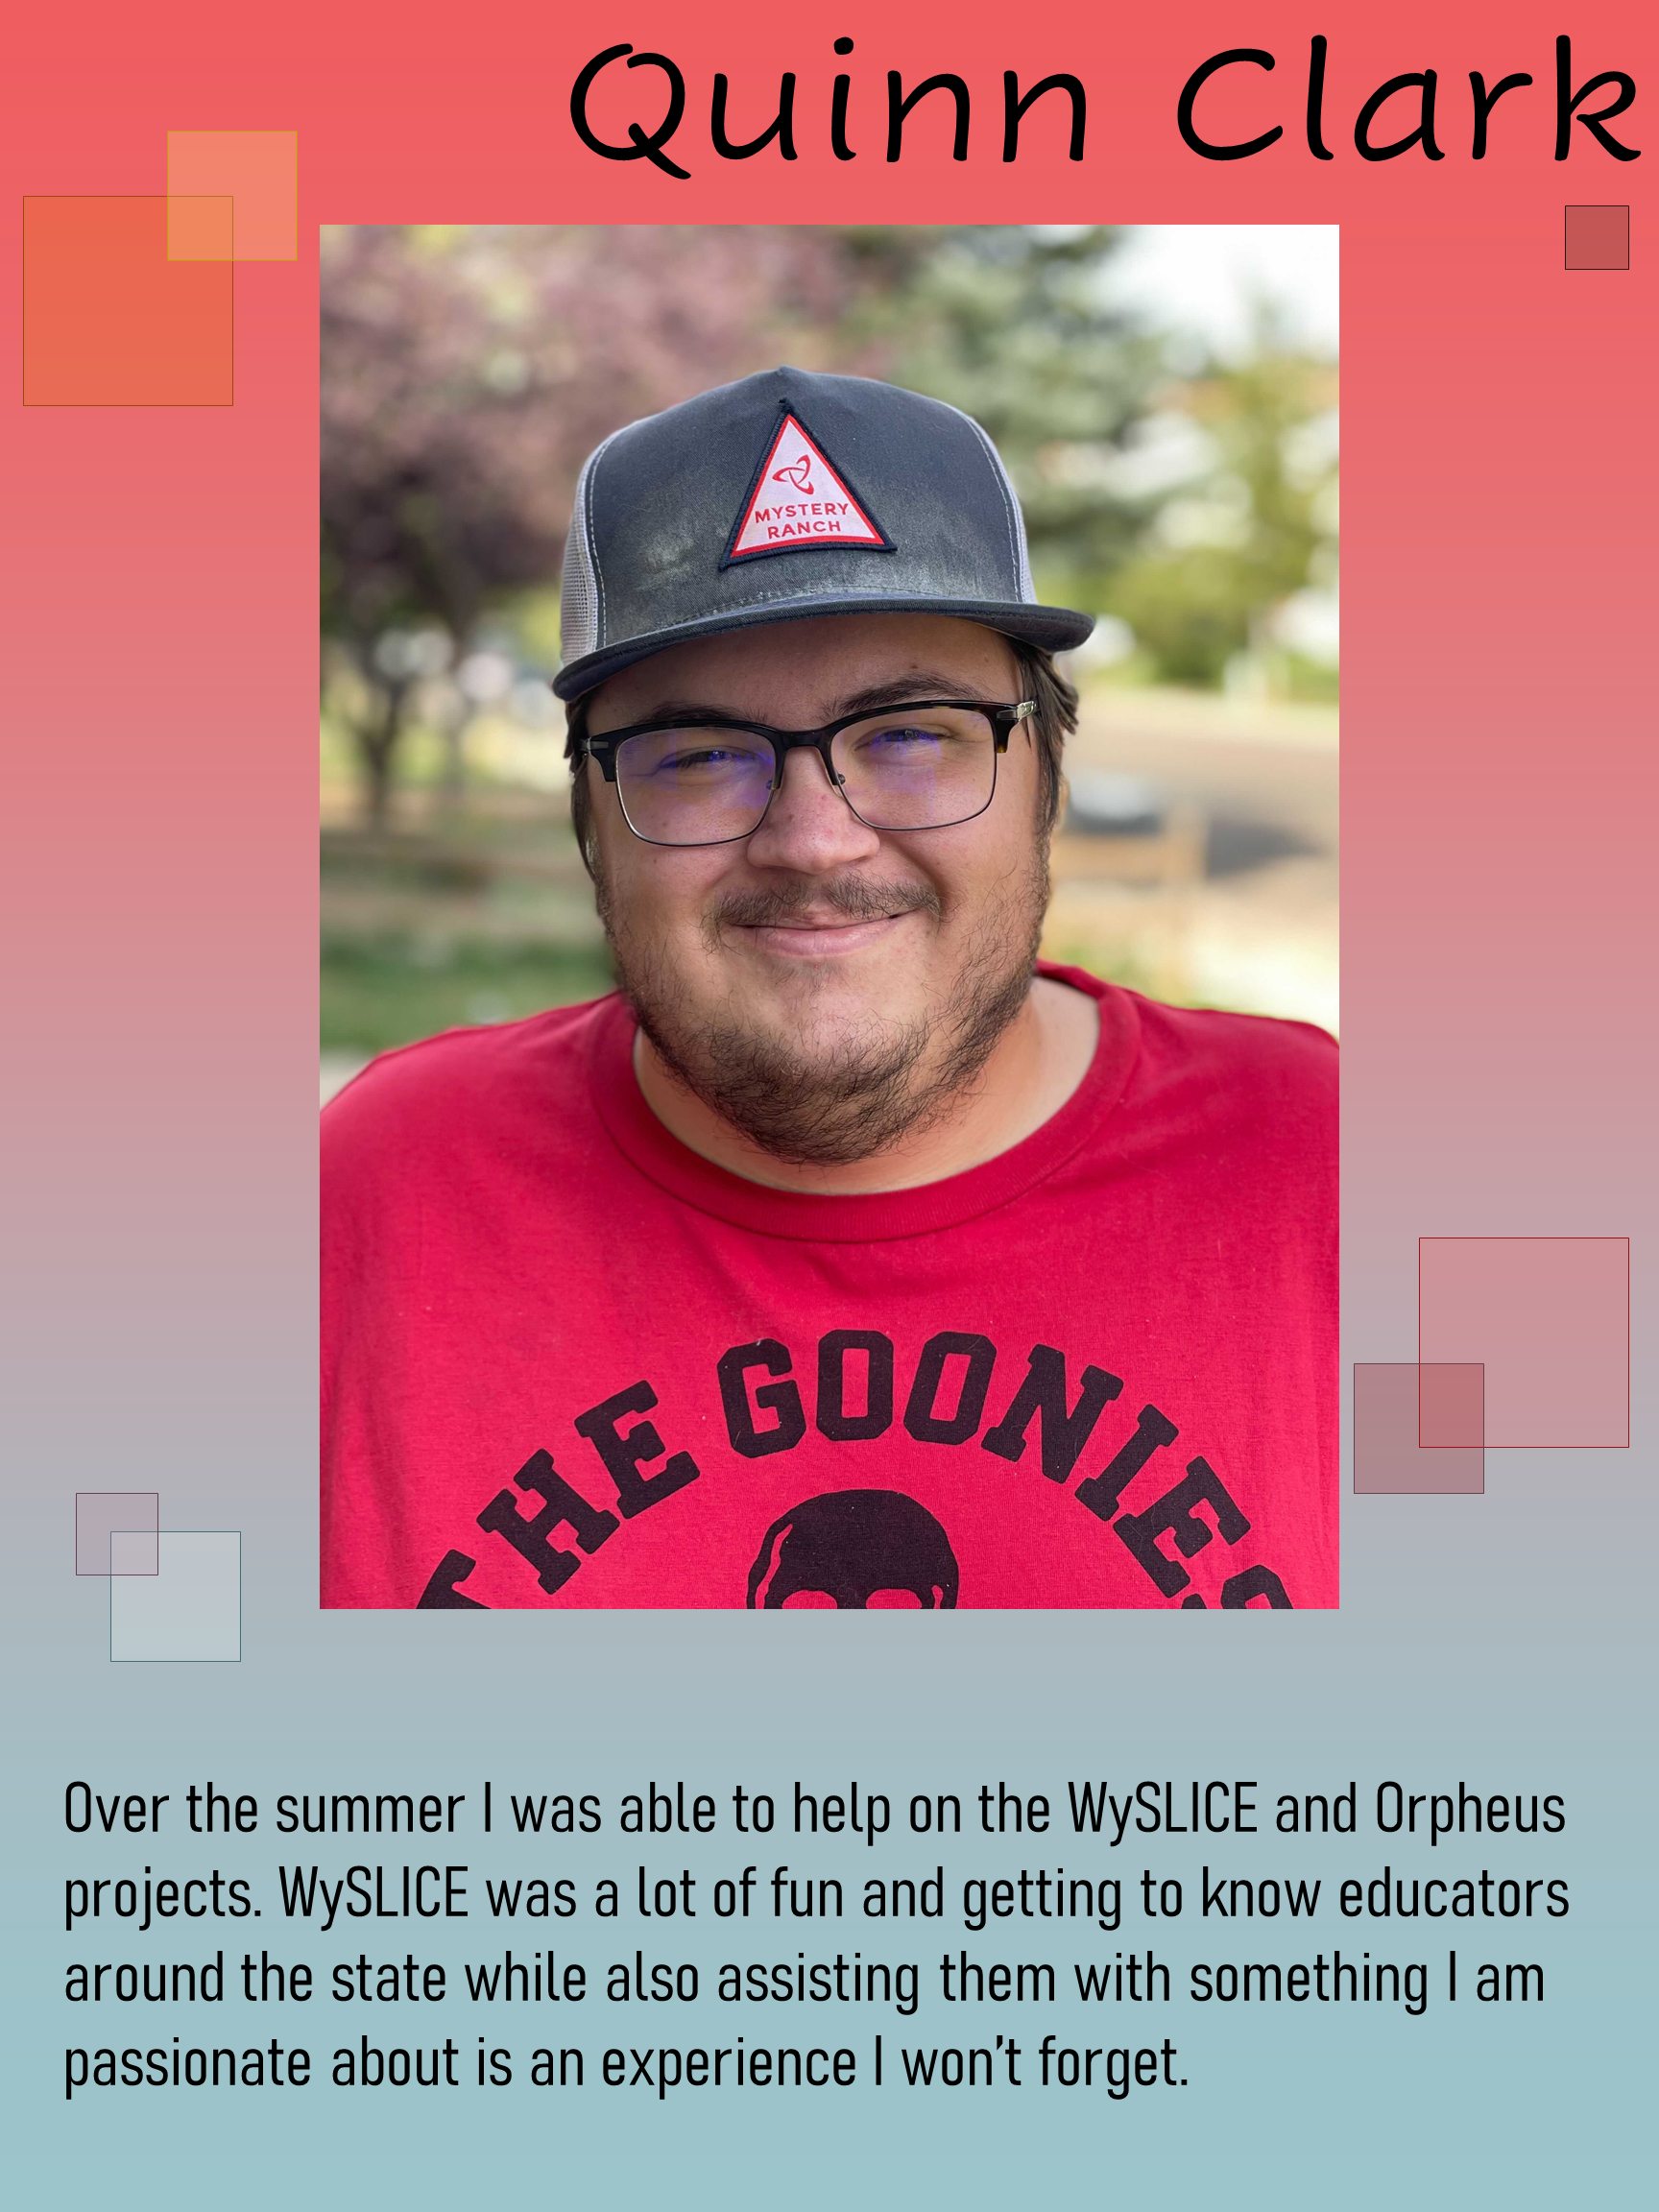 Quinn Clark
MYSTERY
RANCH
THE GOONIES
Over the summer I was able to help on the WySLICE and Orpheus
projects. WySLICE was a lot of fun and getting to know educators
around the state while also assisting them with something I am
passionate about is an experience I won’t forget.